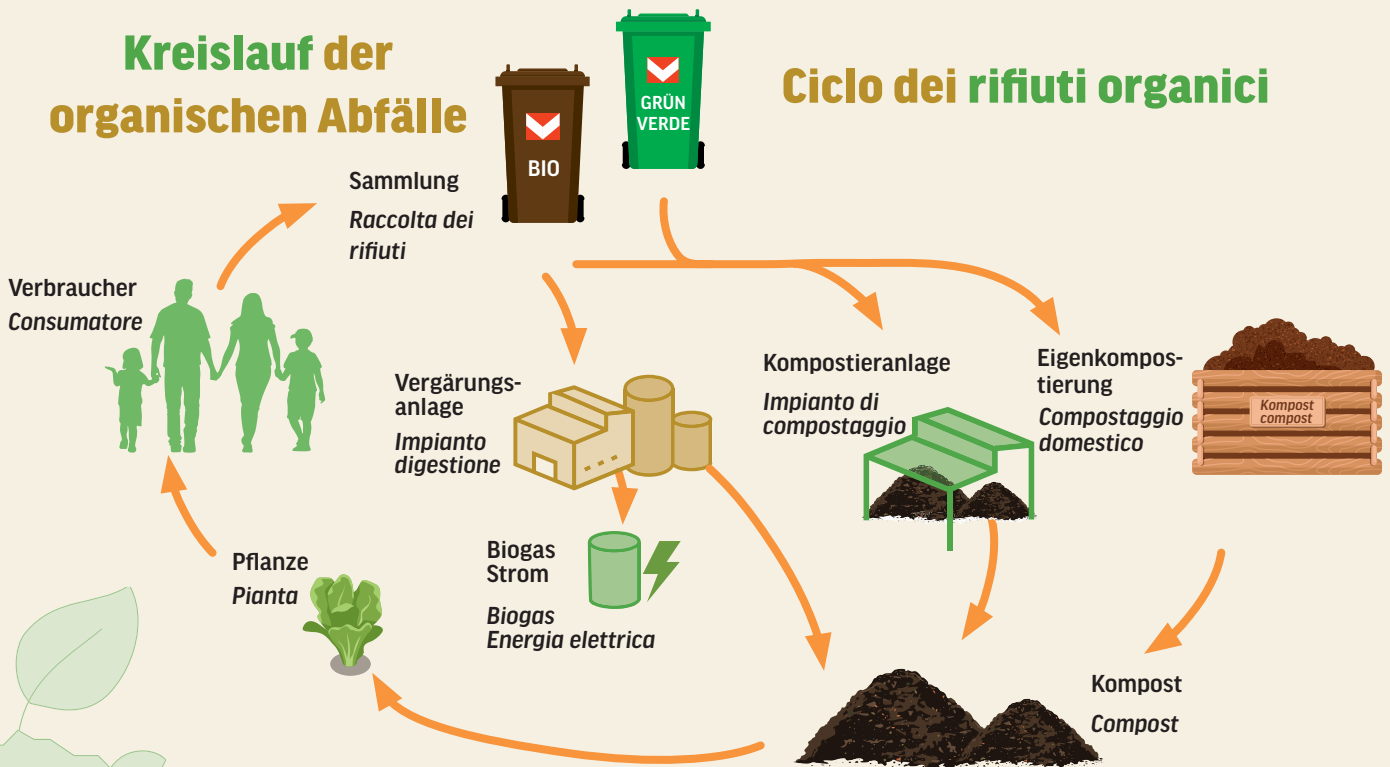 Kreislauf der
organischen Abfälle
Ciclo dei rifiuti organici
GRÜN
VERDE
BIO
Sammlung
Raccolta dei
rifiuti
Verbraucher
Consumatore
Vergärungs-
anlage
Impianto
digestione
Kompostieranlage
Impianto di
compostaggio
Eigenkompos-
tierung
Compostaggio
domestico
Kompost
compost
Biogas
Strom
Biogas
Energia elettrica
Pflanze
Pianta
Kompost
Compost